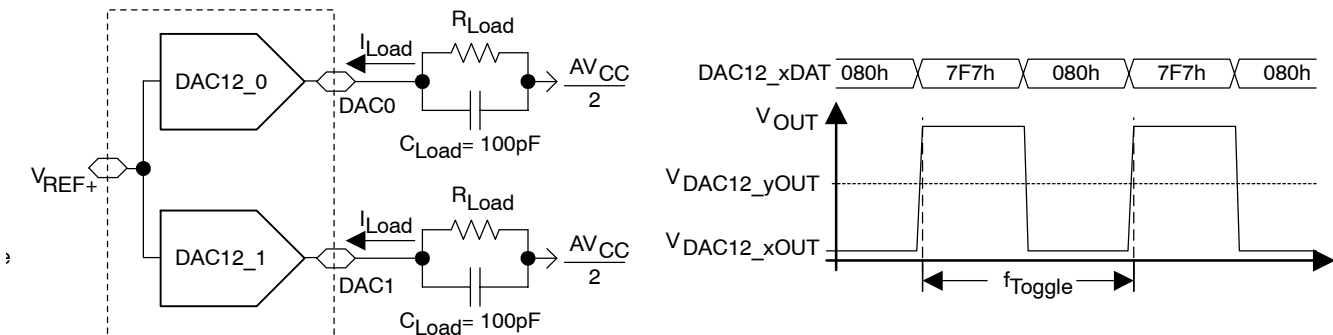 R_Load
I_Load
AV_CC
2
DAC12_0
DAC0
C_Load= 100pF
V_REF+
R_Load
I_Load
AV_CC
2
DAC12_1
DAC1
C_Load= 100pF
e
DAC12_xDAT 080h 7F7h 080h 7F7h 080h
V_OUT
V_DAC12_yOUT
V_DAC12_xOUT
f_Toggle